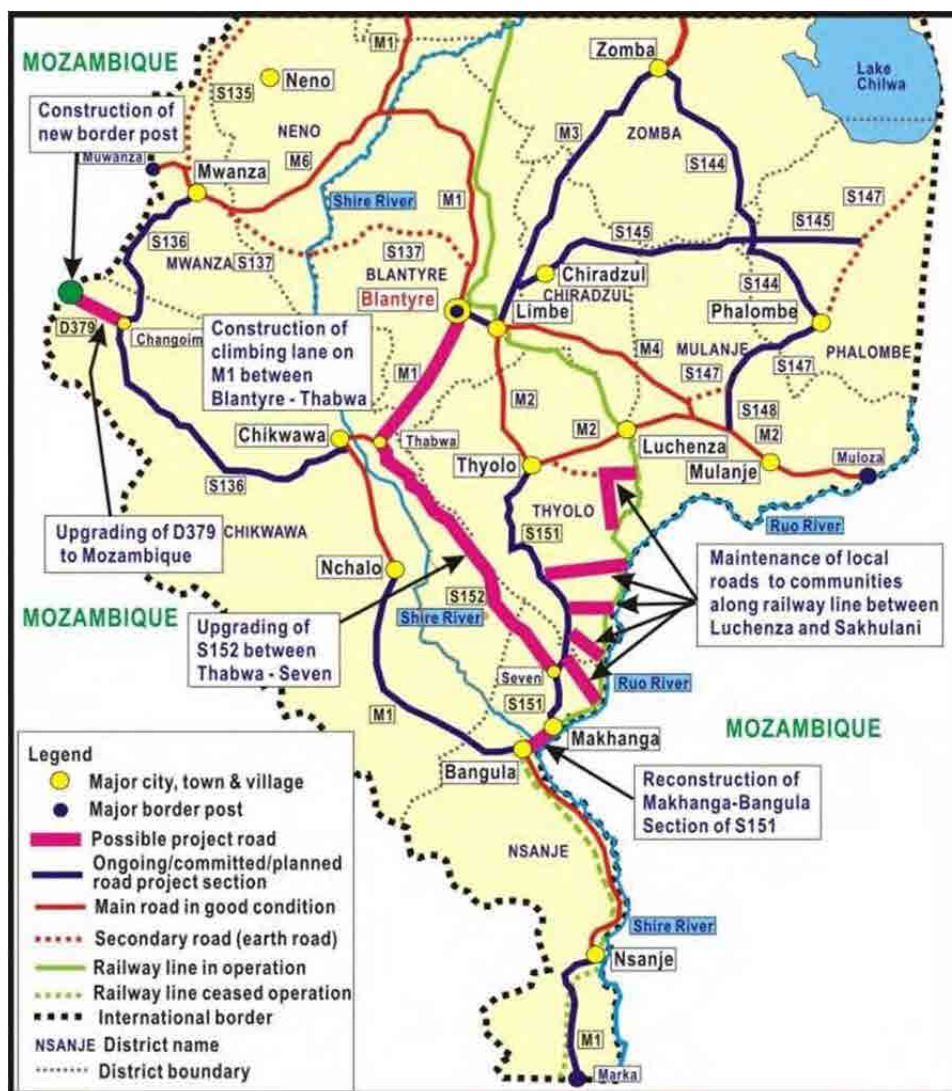 MOZAMBIQUE
Construction of
new border post
Muwanza
S135
Neno
NENO
M1
M6
Mwanza
Shire River
M1
M3
Zomba
ZOMBA
Lake
Chilwa
S144
S147
S145
S145
S136
MWANZA
S137
S137
BLANTYRE
Blantyre
Chiradzul
CHIRADZUL
Limbe
S144
Phalombe
D379
Changoim
Construction of
climbing lane on
M1 between
Blantyre - Thabwa
M1
M4
MULANJE
S147
S147
PHALOMBE
M2
S148
Chikwawa
Thabwa
M2
Luchenza
M2
Thyolo
Mulanje
Muloza
S136
THYOLO
S151
Ruo River
Upgrading of D379
to Mozambique
CHIKWAWA
Nchalo
Maintenance of local
roads to communities
along railway line between
Luchenza and Sakhulani
MOZAMBIQUE
S152
Shire River
Upgrading of
S152 between
Thabwa - Seven
Seven
Ruo River
S151
M1
Makhanga
MOZAMBIQUE
Bangula
Reconstruction of
Makhanga-Bangula
Section of S151
NSANJE
Shire River
Nsanje
M1
Marka
Legend
Major city, town & village
Major border post
Possible project road
Ongoing/committed/planned
road project section
Main road in good condition
Secondary road (earth road)
Railway line in operation
Railway line ceased operation
International border
NSANJE District name
District boundary